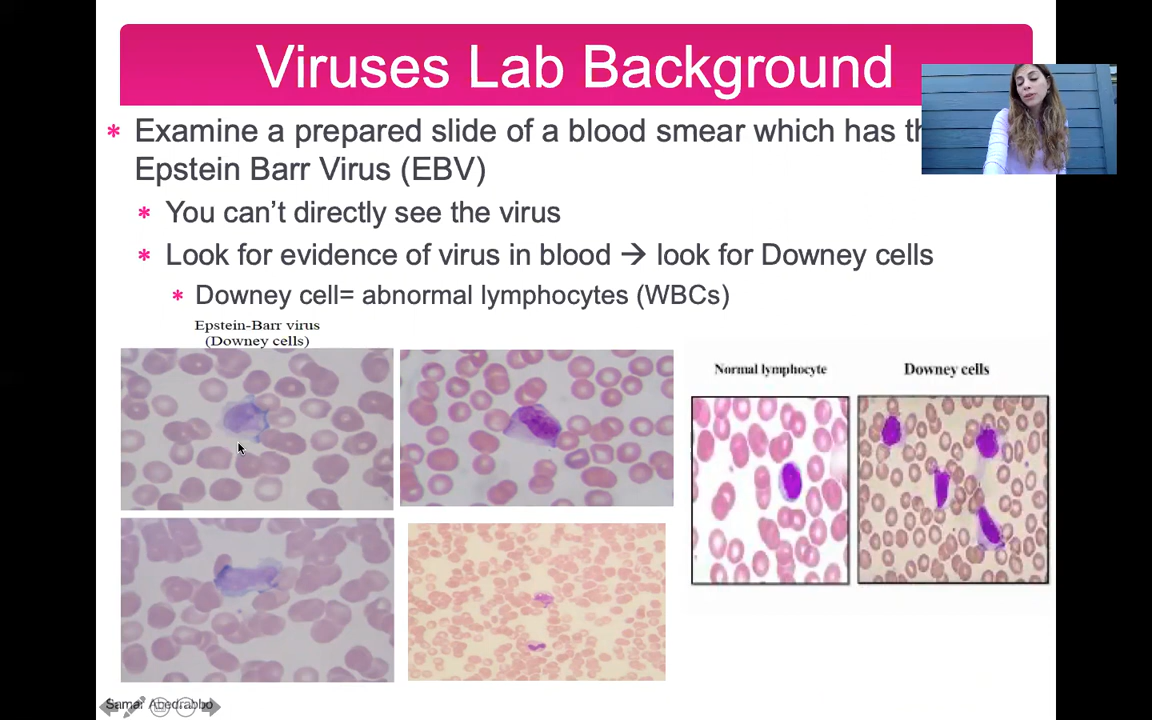 Viruses Lab Background
* Examine a prepared slide of a blood smear which has
Epstein Barr Virus (EBV)
* You can't directly see the virus
* Look for evidence of virus in blood → look for Downey cells
* Downey cell= abnormal lymphocytes (WBCs)
Epstein-Barr virus
(Downey cells)
Normal lymphocyte
Downey cells
Samar Abedrabbo